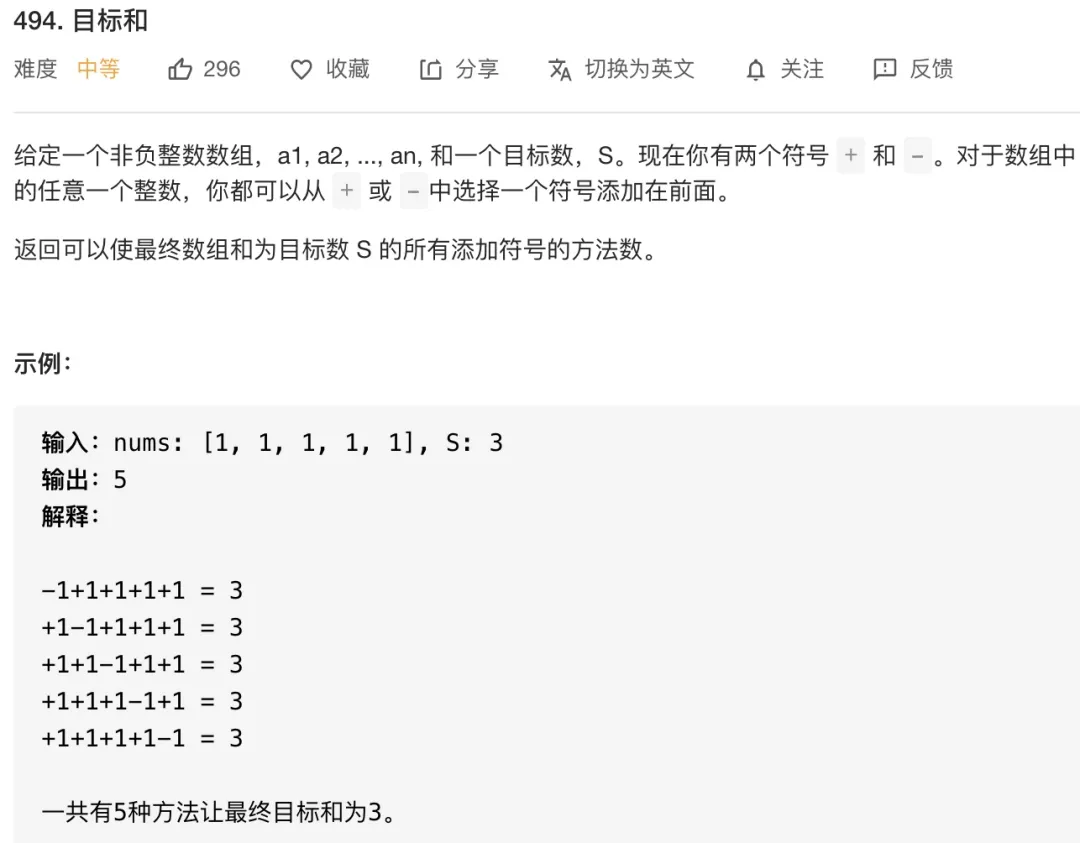 494. 目标和
难度 中等 296 收藏 分享 切换为英文 关注 反馈
给定一个非负整数数组，a1, a2, ..., an, 和一个目标数，S。现在你有两个符号 + 和 -。对于数组中
的任意一个整数，你都可以从 + 或 -中选择一个符号添加在前面。
返回可以使最终数组和为目标数 S 的所有添加符号的方法数。
示例：
输入：nums: [1, 1, 1, 1, 1], S: 3
输出：5
解释：
-1+1+1+1+1 = 3
+1-1+1+1+1 = 3
+1+1-1+1+1 = 3
+1+1+1-1+1 = 3
+1+1+1+1-1 = 3
一共有5种方法让最终目标和为3。